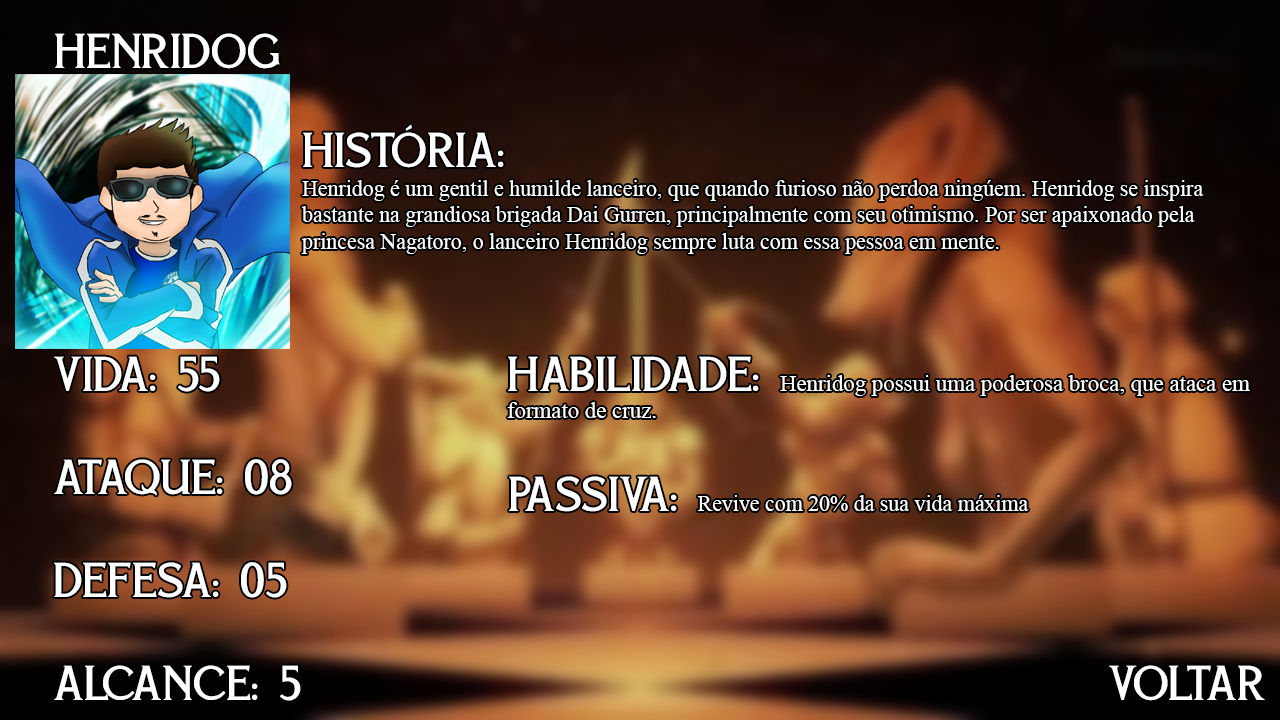 HENRIDOG
HISTÓRIA:
Henridog é um gentil e humilde lanceiro, que quando furioso não perdoa ningúem. Henridog se inspira
bastante na grandiosa brigada Dai Gurren, principalmente com seu otimismo. Por ser apaixonado pela
princesa Nagatoro, o lanceiro Henridog sempre luta com essa pessoa em mente.
VIDA: 55
HABILIDADE: Henridog possui uma poderosa broca, que ataca em
formato de cruz.
ATAQUE: 08
PASSIVA: Revive com 20% da sua vida máxima
DEFESA: 05
ALCANCE: 5
VOLTAR